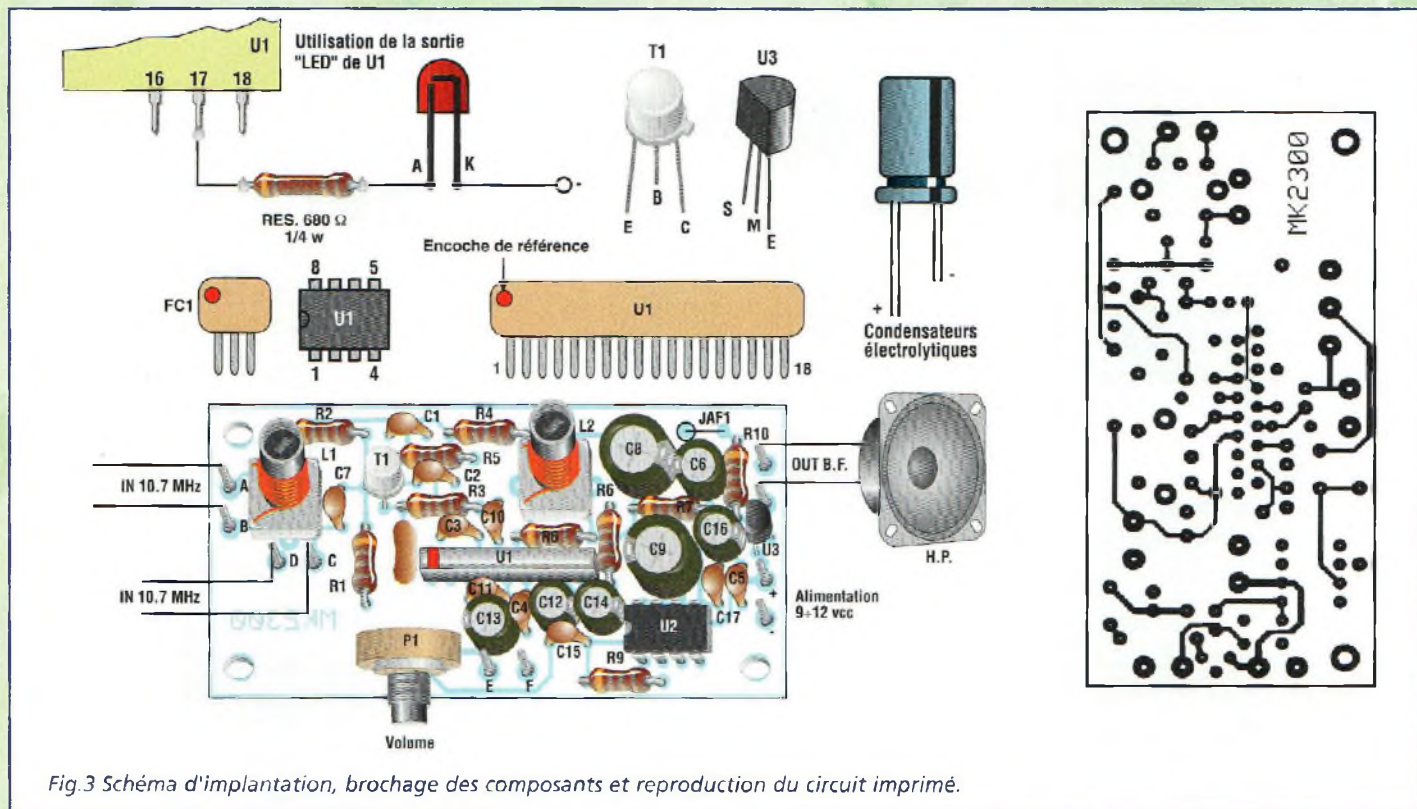 U1
Utilisation de la sortie
"LED" de U1
16 17 18
A K
-
RES. 680 Ω
1/4 w
T1
E B C
U3
S M E
+ -
Condensateurs
électrolytiques
Encoche de référence
FC1
8 5
U1
1 4
U1
1 18
MK2300
R2
C1
R4
L2
JAF1
L1
C7
T1
R5
C2
R3
C3
C10
R6
C8
C6
R10
R7
C16
IN 10.7 MHz
A
B
D C
IN 10.7 MHz
R1
U1
R6
C9
U3
C11
C13
C4
C12
C14
C15
U2
C5
C17
R9
P1
E F
MK2300
+
-
OUT B.F.
H.P.
Alimentation
9÷12 vcc
Volume
Fig.3 Schéma d'implantation, brochage des composants et reproduction du circuit imprimé.